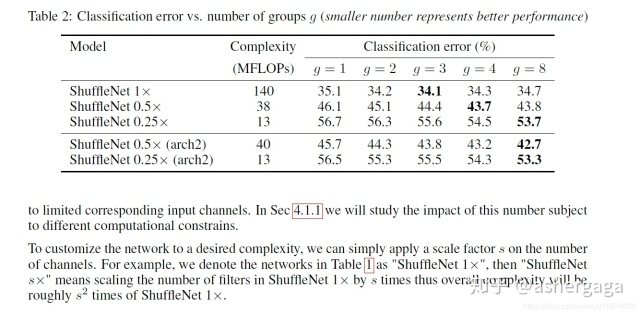 Table 2: Classification error vs. number of groups g (smaller number represents better performance)
Model Complexity Classification error (%)
(MFLOPs) g = 1 g = 2 g = 3 g = 4 g = 8
ShuffleNet 1× 140 35.1 34.2 34.1 34.3 34.7
ShuffleNet 0.5× 38 46.1 45.1 44.4 43.7 43.8
ShuffleNet 0.25× 13 56.7 56.3 55.6 54.5 53.7
ShuffleNet 0.5× (arch2) 40 45.7 44.3 43.8 43.2 42.7
ShuffleNet 0.25× (arch2) 13 56.5 55.3 55.5 54.3 53.3
to limited corresponding input channels. In Sec 4.1.1 we will study the impact of this number subject
to different computational constrains.
To customize the network to a desired complexity, we can simply apply a scale factor s on the number
of channels. For example, we denote the networks in Table 1 as "ShuffleNet 1×", then "ShuffleNet
s×" means scaling the number of filters in ShuffleNet 1× by s times thus overall complexity will be
roughly s² times of ShuffleNet 1×.
知乎 @ashergaga